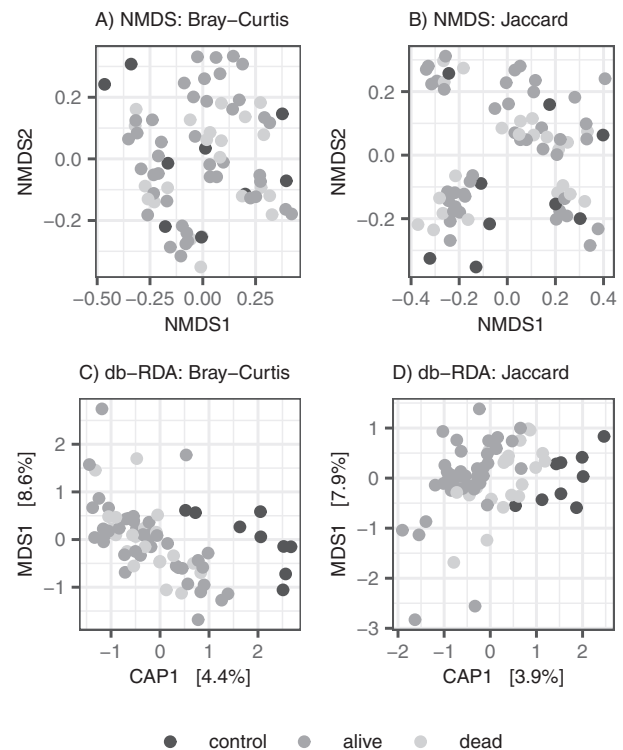 A) NMDS: Bray−Curtis
B) NMDS: Jaccard
NMDS2
0.2
0.0
−0.2
−0.50 −0.25 0.00 0.25
NMDS1
NMDS2
0.2
0.0
−0.2
−0.4 −0.2 0.0 0.2 0.4
NMDS1
C) db−RDA: Bray−Curtis
D) db−RDA: Jaccard
MDS1 [8.6%]
2
1
0
−1
−1 0 1 2
CAP1 [4.4%]
MDS1 [7.9%]
1
0
−1
−2
−3
−2 −1 0 1 2
CAP1 [3.9%]
control alive dead